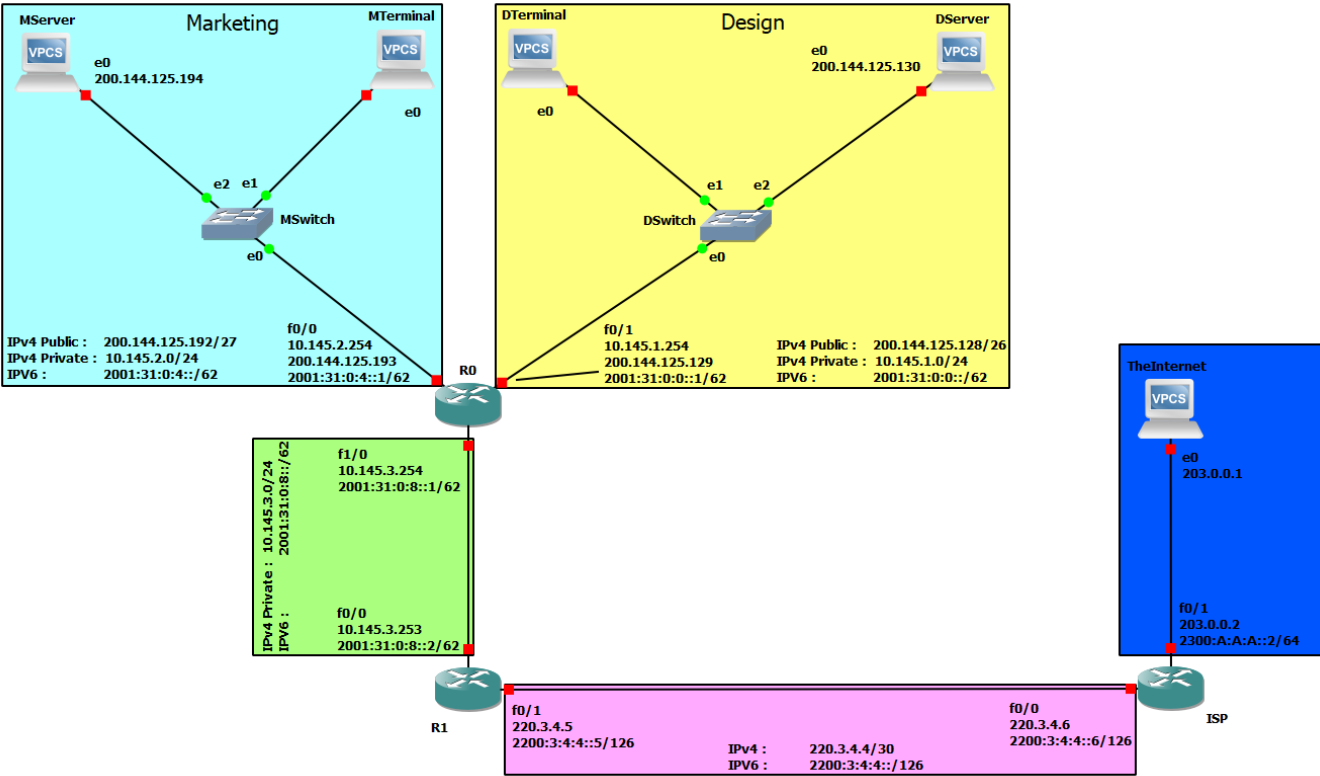 MServer
Marketing
MTerminal
VPCS
VPCS
e0
200.144.125.194
e0
e2
e1
MSwitch
e0
IPv4 Public : 200.144.125.192/27
IPv4 Private : 10.145.2.0/24
IPV6 : 2001:31:0:4::/62
f0/0
10.145.2.254
200.144.125.193
2001:31:0:4::1/62
DTerminal
Design
DServer
VPCS
VPCS
e0
200.144.125.130
e0
e1
e2
DSwitch
e0
f0/1
10.145.1.254
200.144.125.129
2001:31:0:0::1/62
IPv4 Public : 200.144.125.128/26
IPv4 Private : 10.145.1.0/24
IPV6 : 2001:31:0:0::/62
R0
TheInternet
VPCS
e0
203.0.0.1
f0/1
203.0.0.2
2300:A:A:A::2/64
IPv4 Private : 10.145.3.0/24
IPV6 : 2001:31:0:8::/62
f1/0
10.145.3.254
2001:31:0:8::1/62
f0/0
10.145.3.253
2001:31:0:8::2/62
R1
f0/1
220.3.4.5
2200:3:4:4::5/126
IPv4 : 220.3.4.4/30
IPV6 : 2200:3:4:4::/126
f0/0
220.3.4.6
2200:3:4:4::6/126
ISP